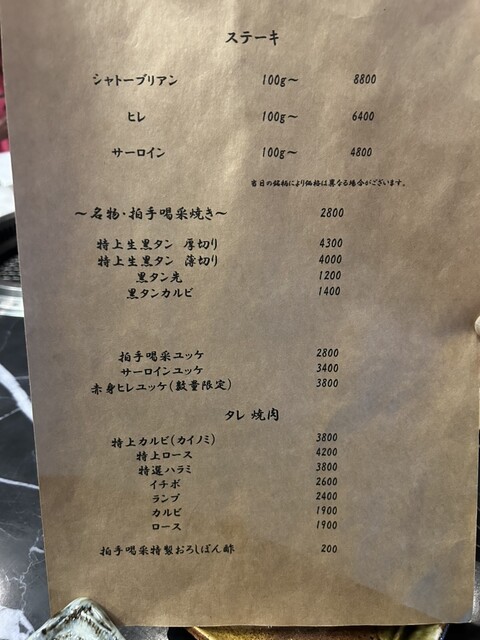 ステーキ
シャトーブリアン 100g～ 8800
ヒレ 100g～ 6400
サーロイン 100g～ 4800
当日の銘柄により価格は異なる場合がございます。
～名物・拍手喝采焼き～ 2800
特上生黒タン 厚切り 4300
特上生黒タン 薄切り 4000
黒タン先 1200
黒タンカルビ 1400
拍手喝采ユッケ 2800
サーロインユッケ 3400
赤身ヒレユッケ(数量限定) 3800
タレ 焼肉
特上カルビ(カイノミ) 3800
特上ロース 4200
特選ハラミ 3800
イチボ 2600
ランプ 2400
カルビ 1900
ロース 1900
拍手喝采特製おろしぽん酢 200